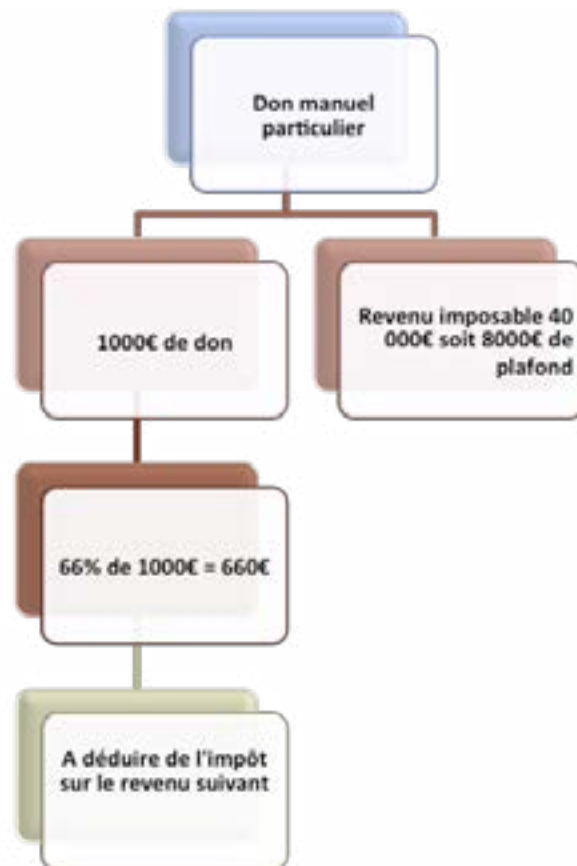 Don manuel
particulier
1000€ de don
Revenu imposable 40
000€ soit 8000€ de
plafond
66% de 1000€ = 660€
A déduire de l'impôt
sur le revenu suivant